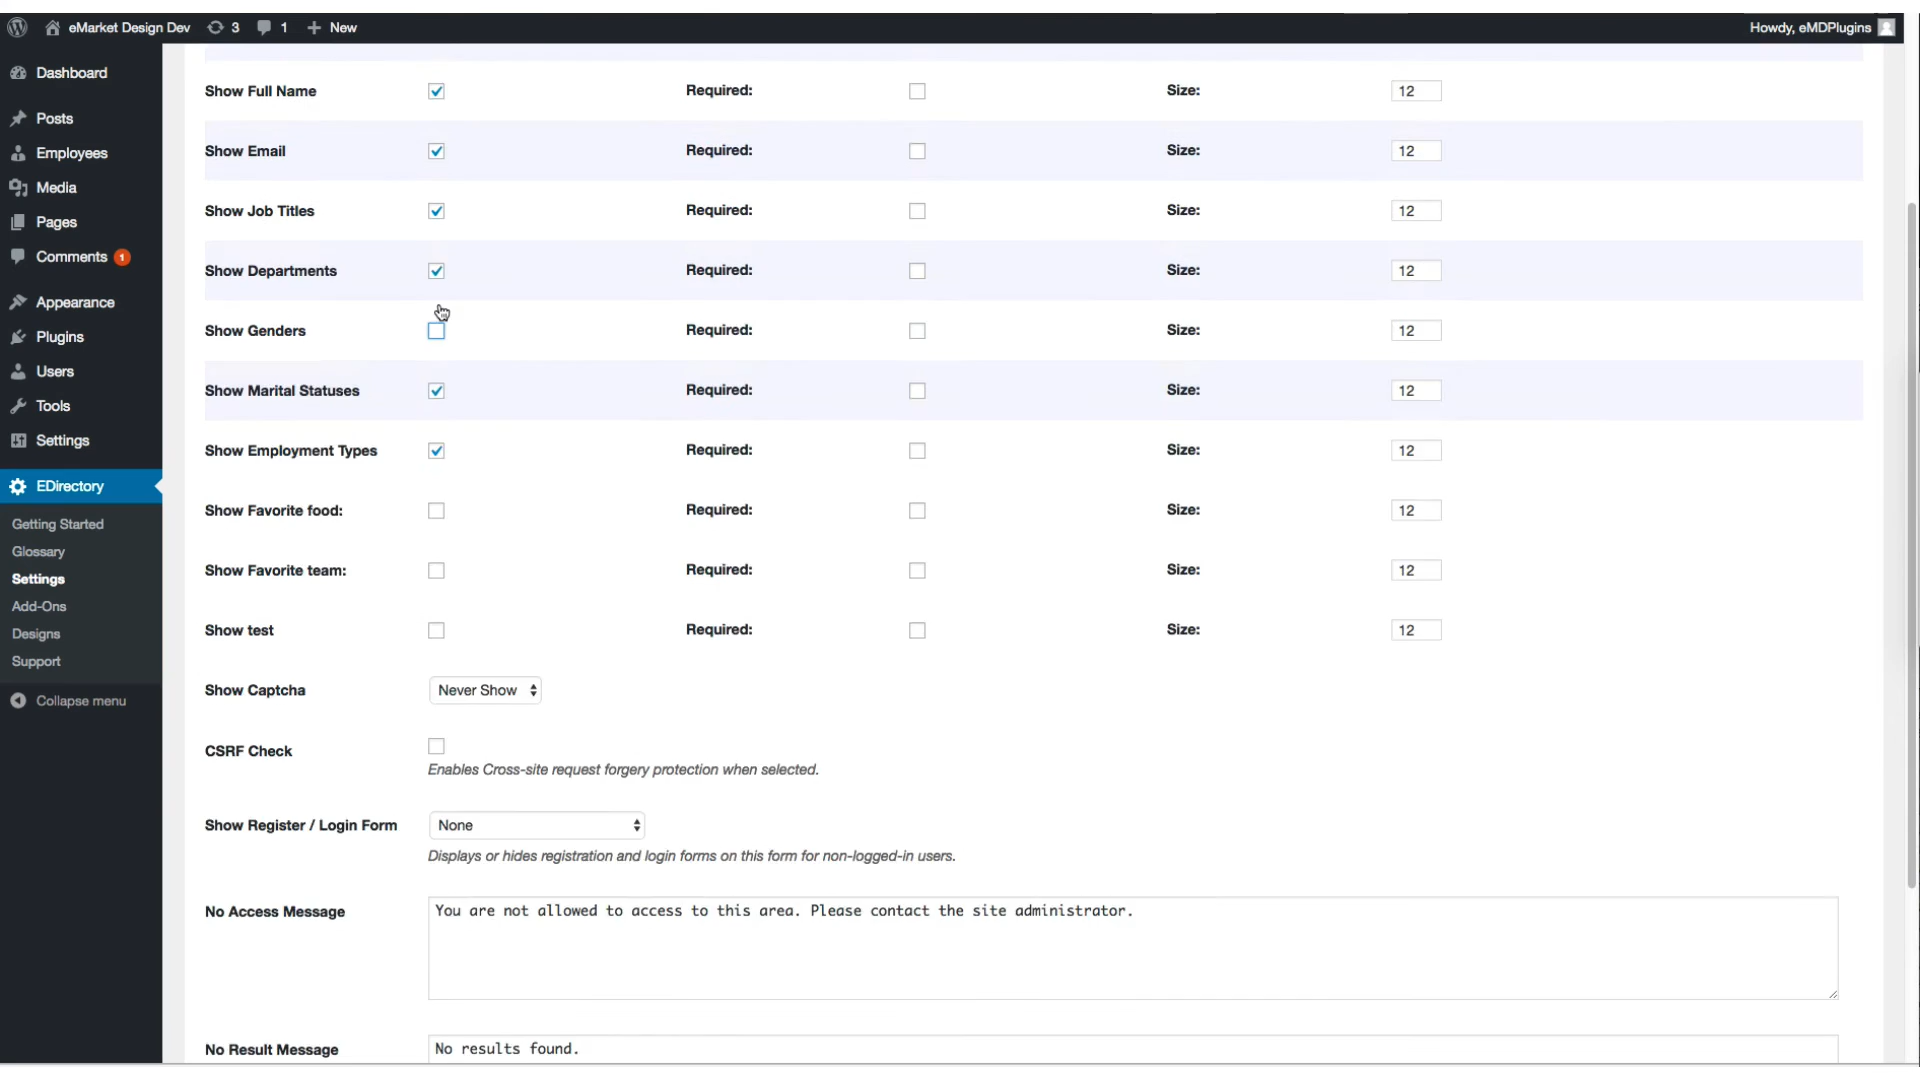 eMarket Design Dev 3 1 New Howdy, eMDPlugins
Dashboard
Posts
Employees
Media
Pages
Comments 1
Appearance
Plugins
Users
Tools
Settings
EDirectory
Getting Started
Glossary
Settings
Add-Ons
Designs
Support
Collapse menu
Show Full Name Required: Size: 12
Show Email Required: Size: 12
Show Job Titles Required: Size: 12
Show Departments Required: Size: 12
Show Genders Required: Size: 12
Show Marital Statuses Required: Size: 12
Show Employment Types Required: Size: 12
Show Favorite food: Required: Size: 12
Show Favorite team: Required: Size: 12
Show test Required: Size: 12
Show Captcha Never Show
CSRF Check
Enables Cross-site request forgery protection when selected.
Show Register / Login Form None
Displays or hides registration and login forms on this form for non-logged-in users.
No Access Message You are not allowed to access to this area. Please contact the site administrator.
No Result Message No results found.